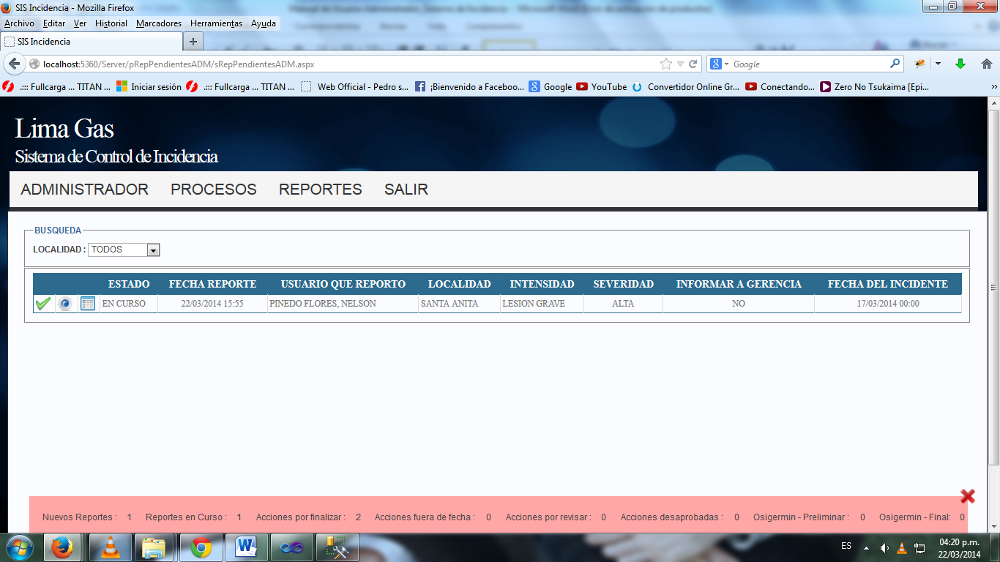 SIS Incidencia - Mozilla Firefox
Archivo Editar Ver Historial Marcadores Herramientas Ayuda
SIS Incidencia
localhost:5360/Server/pRepPendientesADM/sRepPendientesADM.aspx
Google
.::: Fullcarga ... TITAN ... Iniciar sesión .::: Fullcarga ... TITAN ... Web Official - Pedro s... ¡Bienvenido a Faceboo... Google YouTube Convertidor Online Gr... Conectando... Zero No Tsukaima [Epi...
Lima Gas
Sistema de Control de Incidencia
ADMINISTRADOR PROCESOS REPORTES SALIR
BUSQUEDA
LOCALIDAD : TODOS
ESTADO FECHA REPORTE USUARIO QUE REPORTO LOCALIDAD INTENSIDAD SEVERIDAD INFORMAR A GERENCIA FECHA DEL INCIDENTE
EN CURSO 22/03/2014 15:55 PINEDO FLORES, NELSON SANTA ANITA LESION GRAVE ALTA NO 17/03/2014 00:00
Nuevos Reportes : 1 Reportes en Curso : 1 Acciones por finalizar : 2 Acciones fuera de fecha : 0 Acciones por revisar : 0 Acciones desaprobadas : 0 Osigermin - Preliminar : 0 Osigermin - Final: 0
ES
04:20 p.m.
22/03/2014